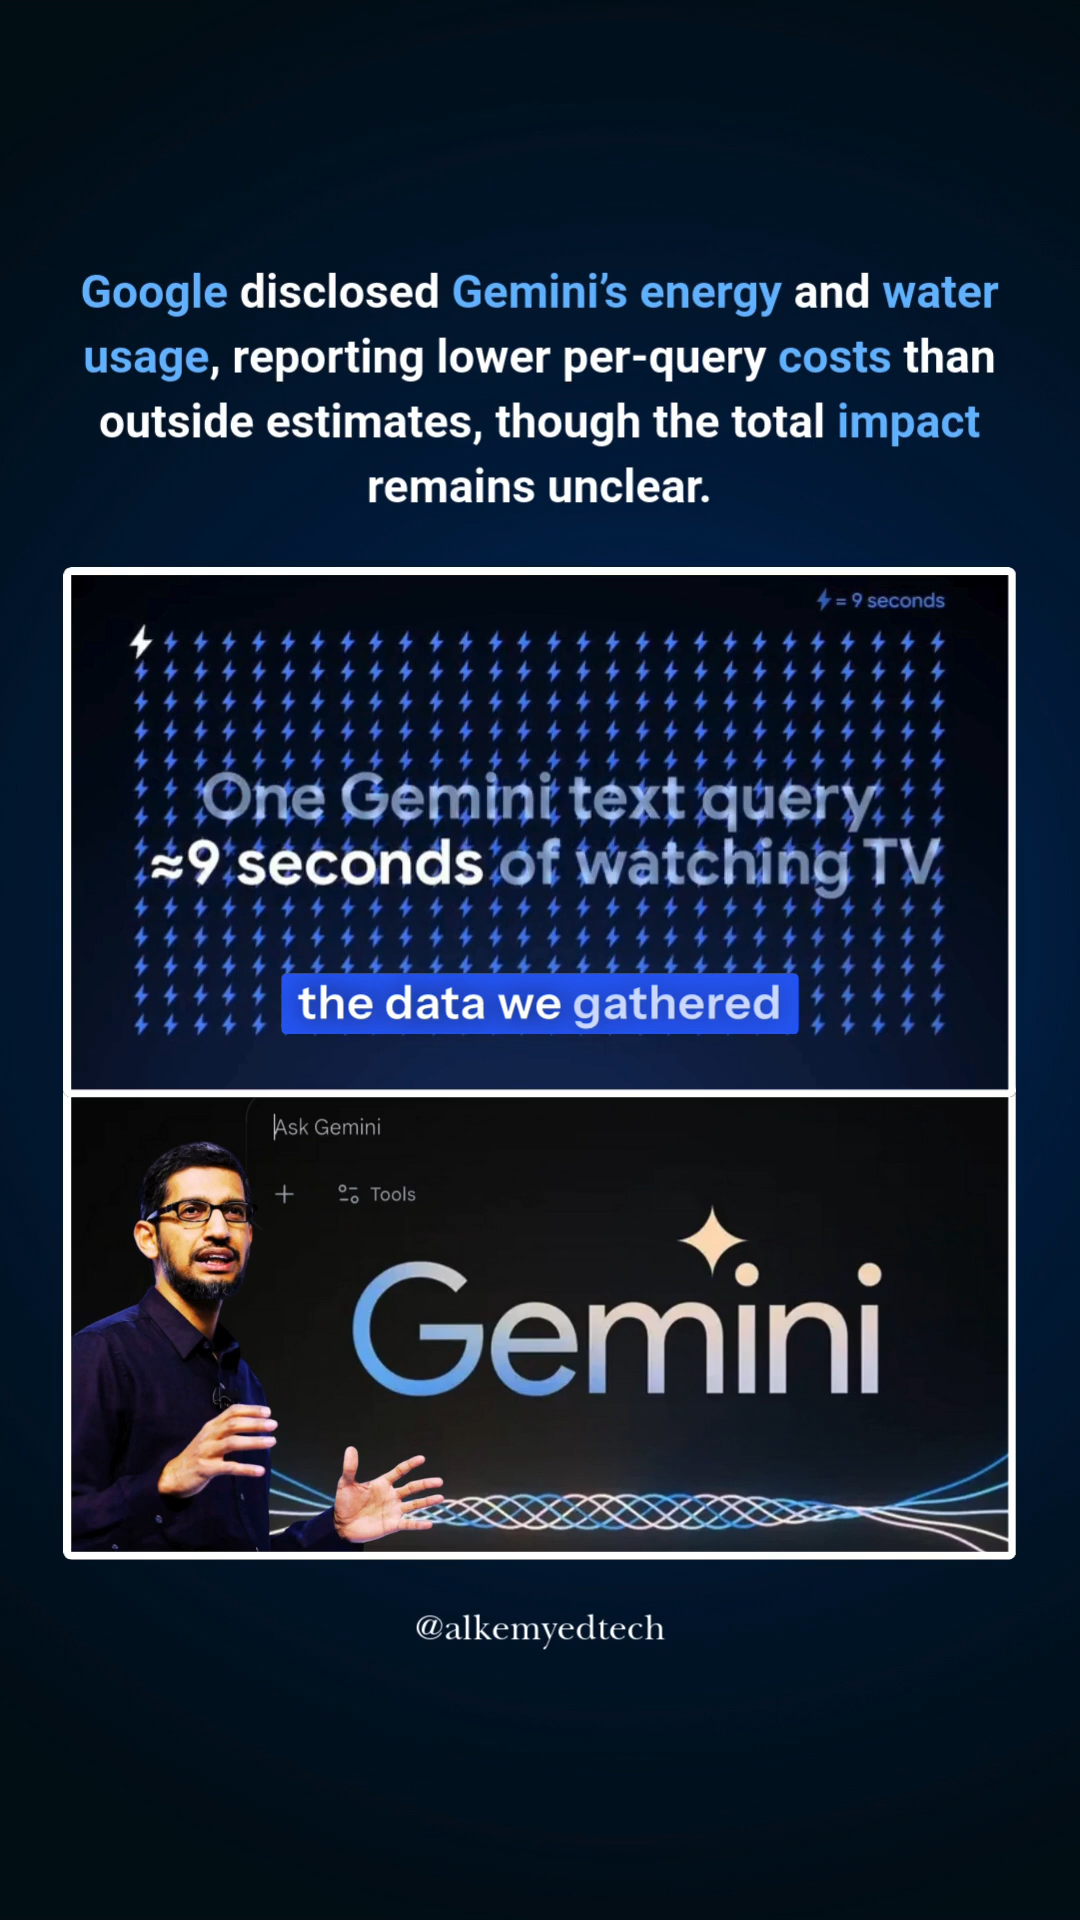 Google disclosed Gemini’s energy and water
usage, reporting lower per-query costs than
outside estimates, though the total impact
remains unclear.
= 9 seconds
One Gemini text query
≈9 seconds of watching TV
the data we gathered
Ask Gemini
+ Tools
Gemini
@alkemyedtech